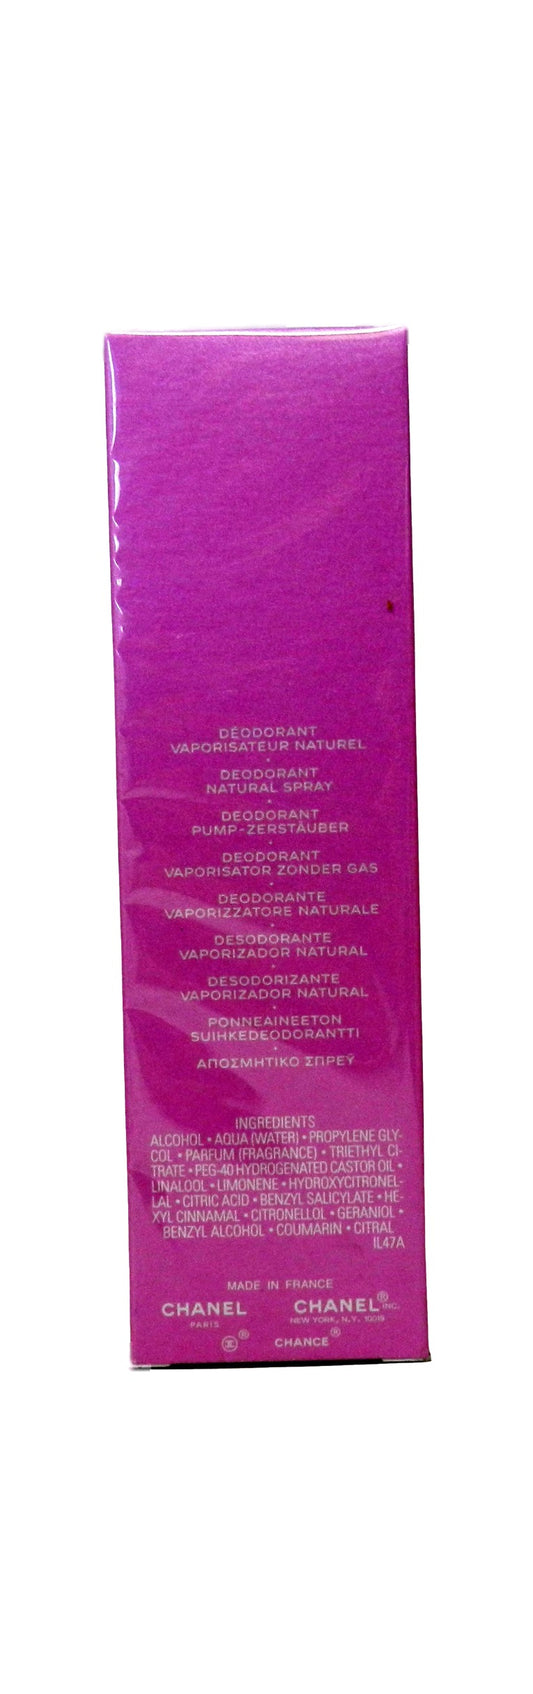 DÉODORANT
VAPORISATEUR NATUREL
•
DEODORANT
NATURAL SPRAY
•
DEODORANT
PUMP-ZERSTÄUBER
•
DEODORANT
VAPORISATOR ZONDER GAS
•
DEODORANTE
VAPORIZZATORE NATURALE
•
DESODORANTE
VAPORIZADOR NATURAL
•
DESODORIZANTE
VAPORIZADOR NATURAL
•
PONNEAINEETON
SUIHKEDEODORANTTI
•
ΑΠΟΣΜΗΤΙΚΟ ΣΠΡΕΫ
INGREDIENTS
ALCOHOL • AQUA (WATER) • PROPYLENE GLY-
COL • PARFUM (FRAGRANCE) • TRIETHYL CI-
TRATE • PEG-40 HYDROGENATED CASTOR OIL •
LINALOOL • LIMONENE • HYDROXYCITRONEL-
LAL • CITRIC ACID • BENZYL SALICYLATE • HE-
XYL CINNAMAL • CITRONELLOL • GERANIOL •
BENZYL ALCOHOL • COUMARIN • CITRAL
IL47A
MADE IN FRANCE
CHANEL CHANEL® INC.
PARIS NEW YORK, N.Y. 10019
® CHANCE®